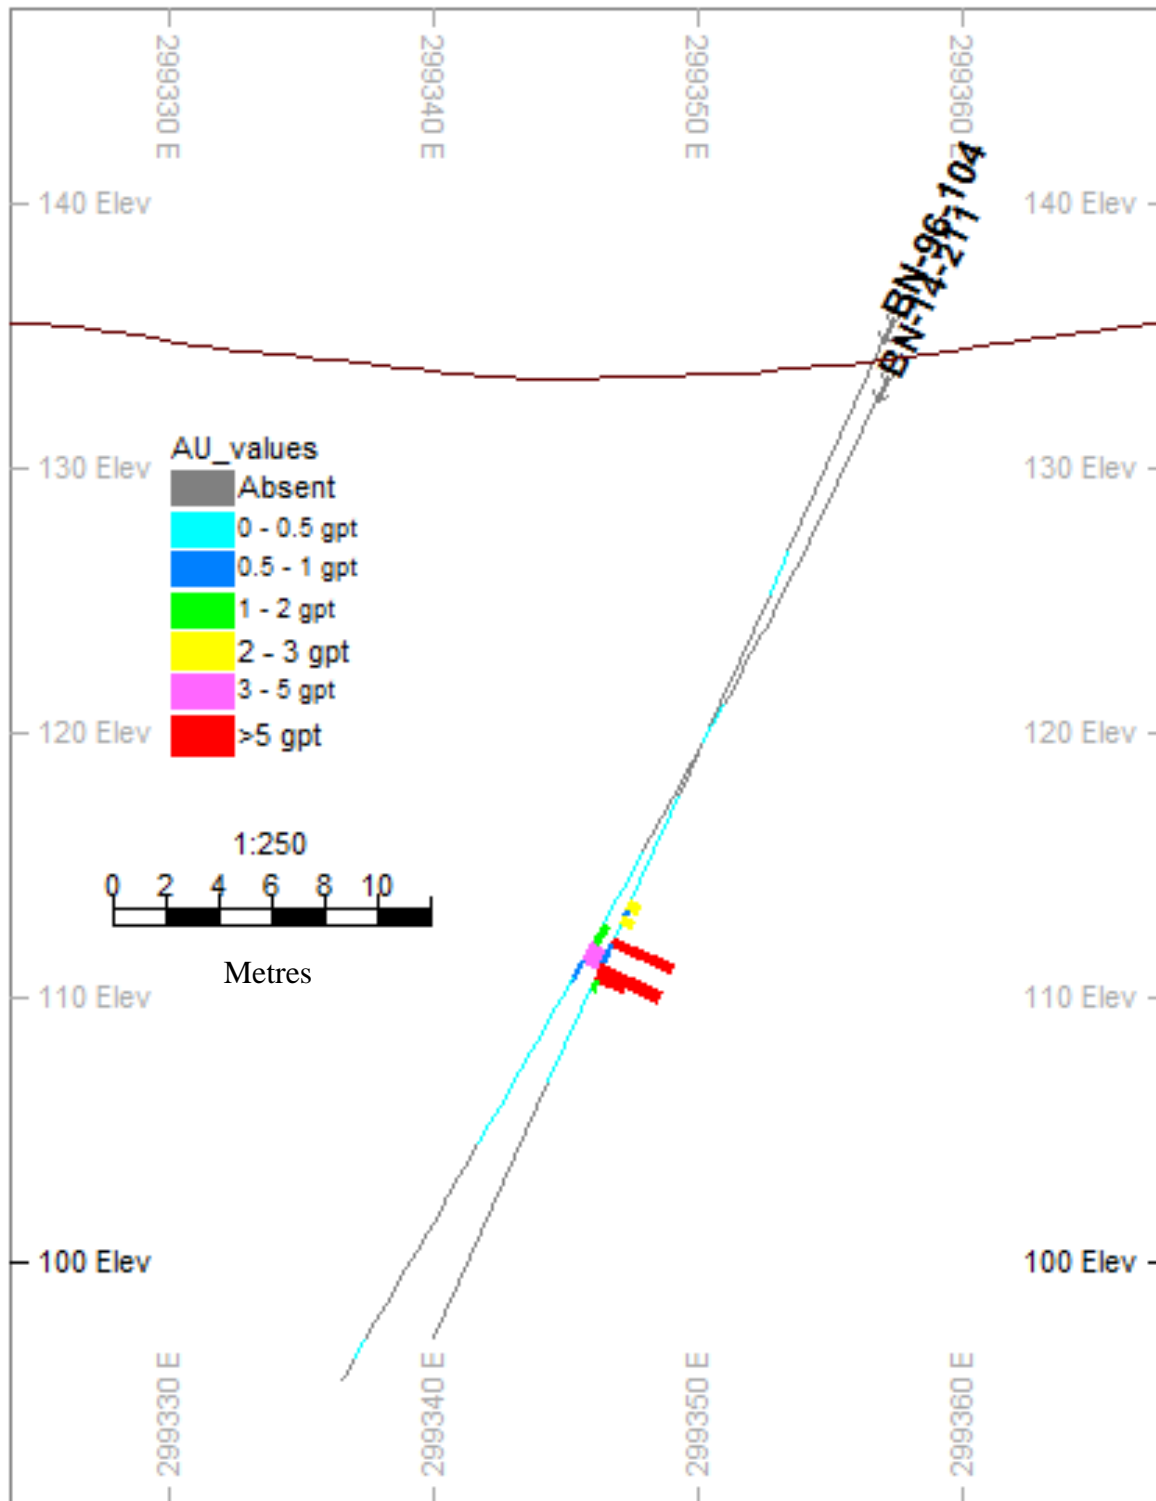 299330 E
299340 E
299350 E
299360 E
BN-96-104
BN-14-211
140 Elev
140 Elev
130 Elev
130 Elev
AU_values
Absent
0 - 0.5 gpt
0.5 - 1 gpt
1 - 2 gpt
2 - 3 gpt
3 - 5 gpt
>5 gpt
120 Elev
120 Elev
1:250
0 2 4 6 8 10
Metres
110 Elev
110 Elev
100 Elev
100 Elev
299330 E
299340 E
299350 E
299360 E